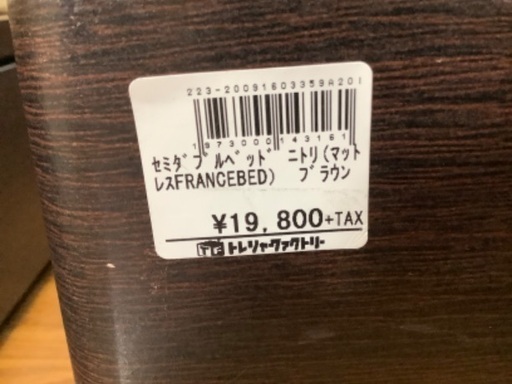 223-20091603359A201
1973000143161
セミダブルベッド ニトリ(マット
レスFRANCEBED) ブラウン
¥19,800+TAX
トレジャーファクトリー